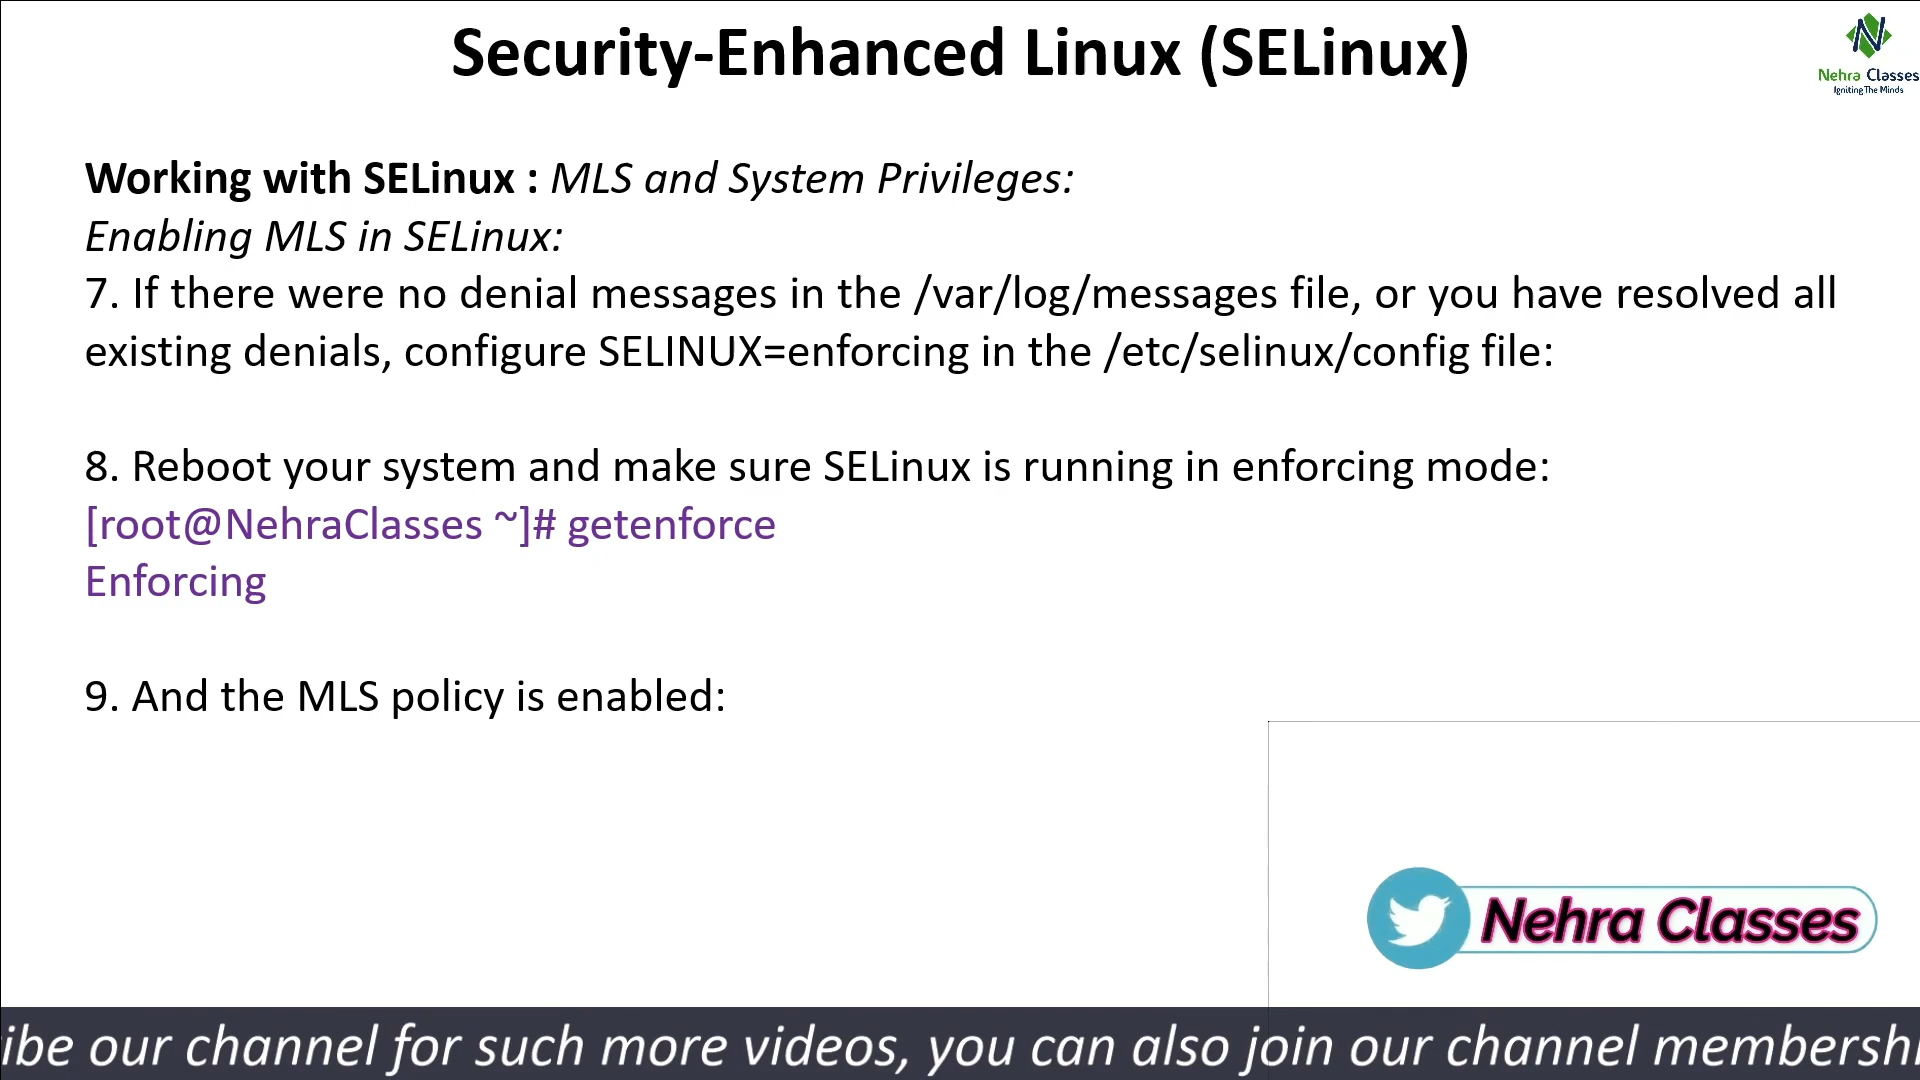 Security-Enhanced Linux (SELinux)
Nehra Classes
Igniting The Minds
Working with SELinux : MLS and System Privileges:
Enabling MLS in SELinux:
7. If there were no denial messages in the /var/log/messages file, or you have resolved all
existing denials, configure SELINUX=enforcing in the /etc/selinux/config file:
8. Reboot your system and make sure SELinux is running in enforcing mode:
[root@NehraClasses ~]# getenforce
Enforcing
9. And the MLS policy is enabled:
Nehra Classes
ibe our channel for such more videos, you can also join our channel membersh